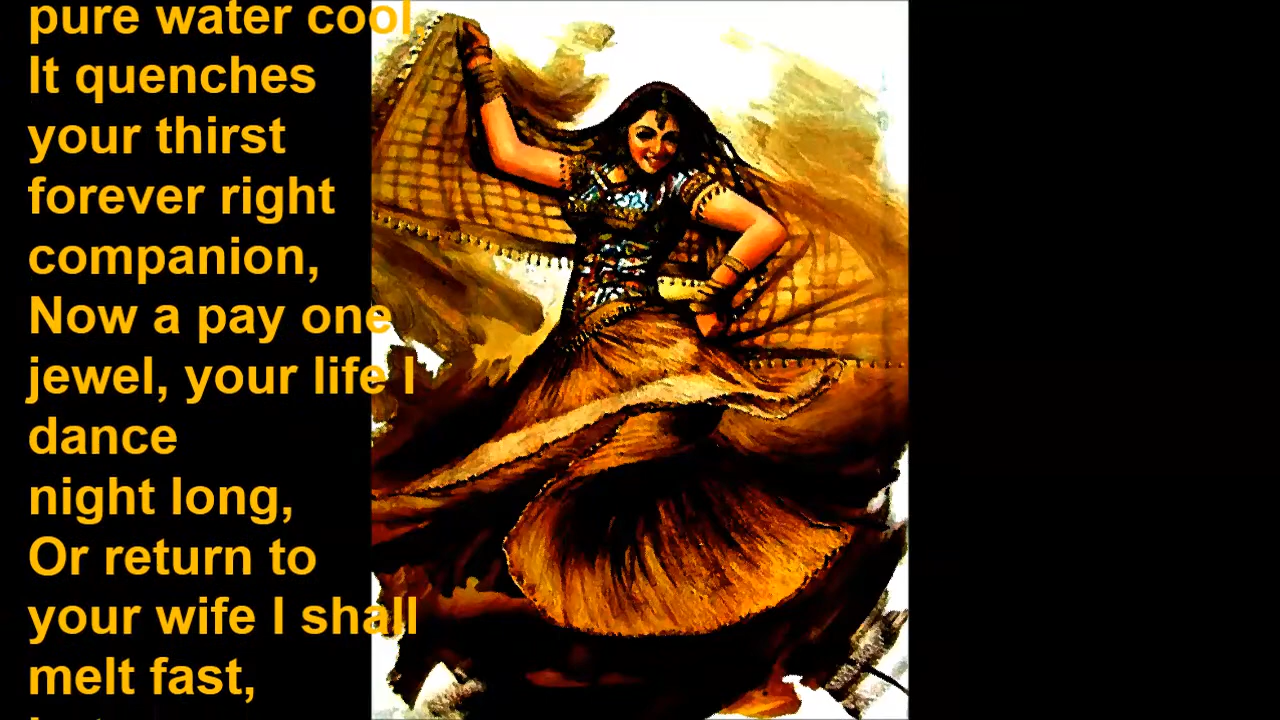 pure water cool,
It quenches
your thirst
forever right
companion,
Now a pay one
jewel, your life I
dance
night long,
Or return to
your wife I shall
melt fast,